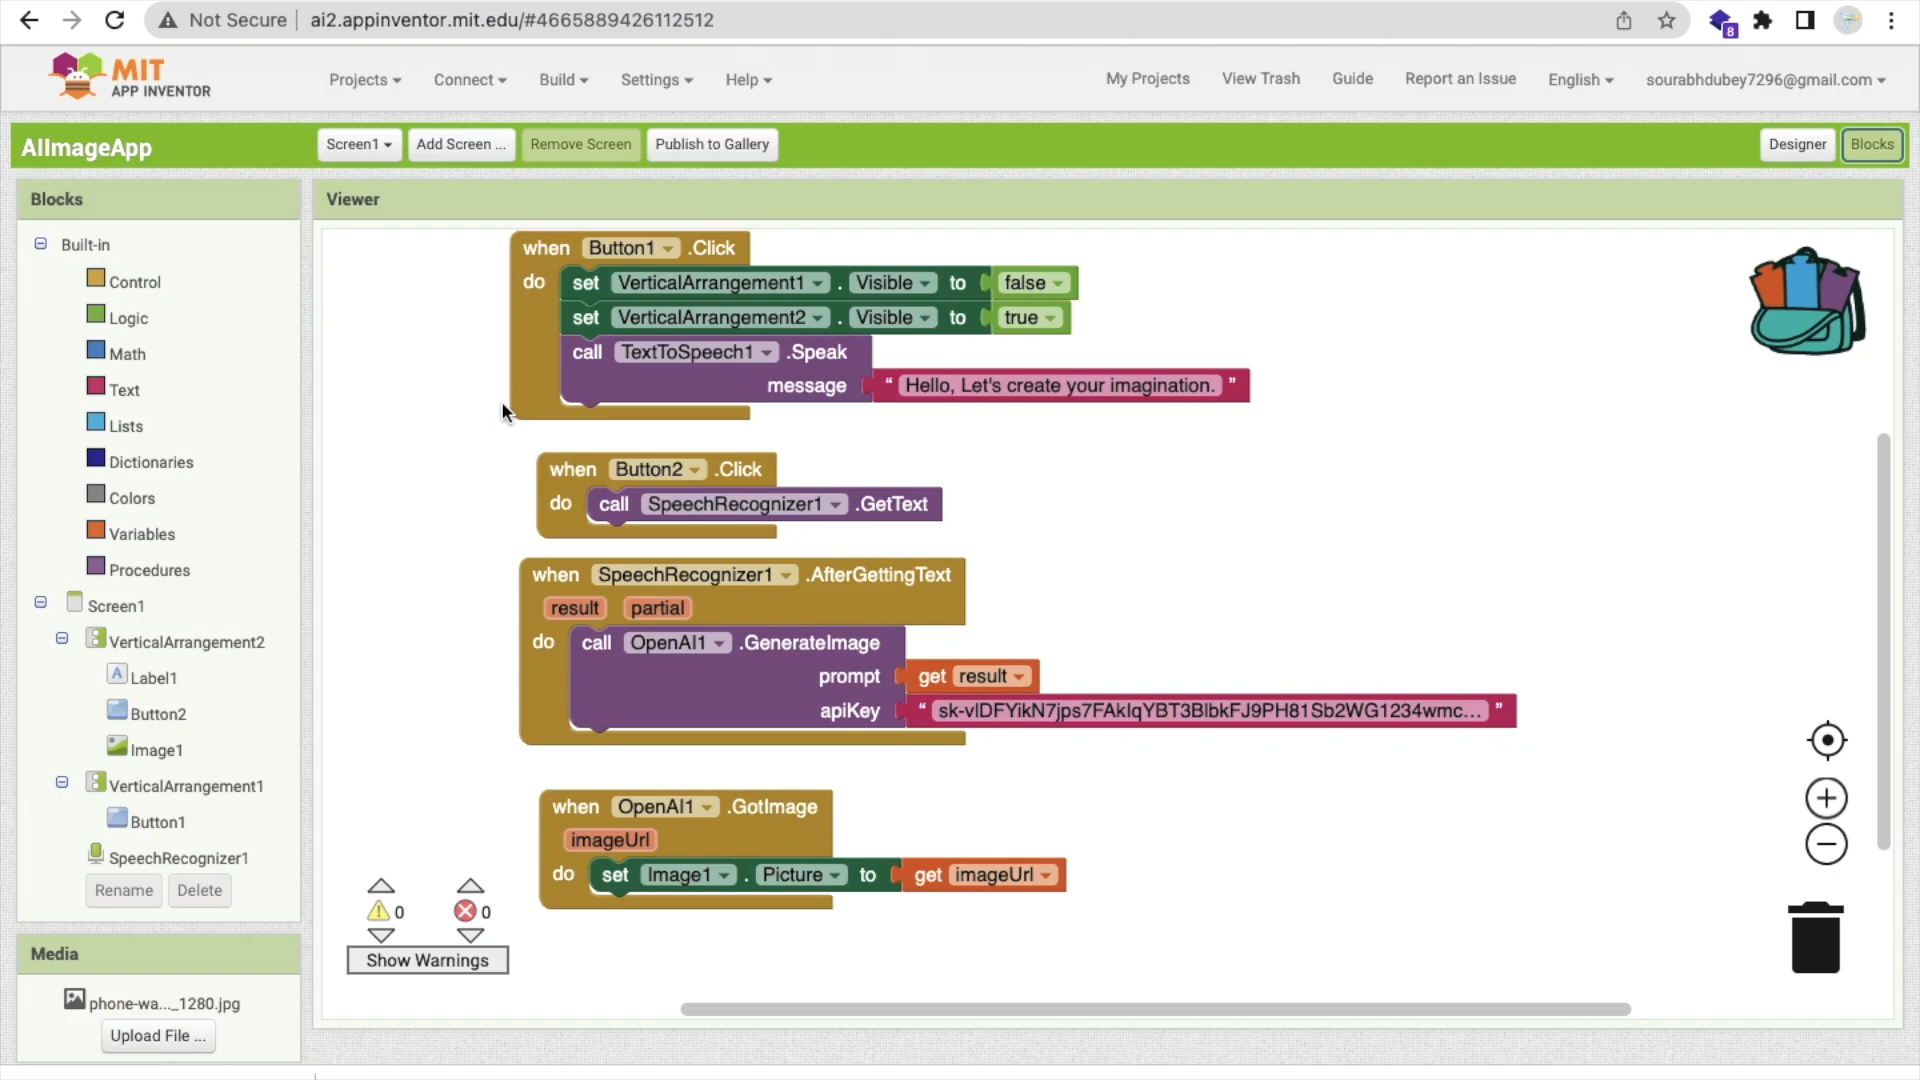 Not Secure ai2.appinventor.mit.edu/#4665889426112512
8
MIT
APP INVENTOR
Projects Connect Build Settings Help My Projects View Trash Guide Report an Issue English sourabhdubey7296@gmail.com
AIImageApp Screen1 Add Screen ... Remove Screen Publish to Gallery Designer Blocks
Blocks
Built-in
Control
Logic
Math
Text
Lists
Dictionaries
Colors
Variables
Procedures
Screen1
VerticalArrangement2
A Label1
Button2
Image1
VerticalArrangement1
Button1
SpeechRecognizer1
Rename Delete
Media
phone-wa..._1280.jpg
Upload File ...
Viewer
when Button1 .Click
do set VerticalArrangement1 . Visible to false
set VerticalArrangement2 . Visible to true
call TextToSpeech1 .Speak
message “ Hello, Let's create your imagination. ”
when Button2 .Click
do call SpeechRecognizer1 .GetText
when SpeechRecognizer1 .AfterGettingText
result partial
do call OpenAI1 .GenerateImage
prompt get result
apiKey
when OpenAI1 .GotImage
imageUrl
do set Image1 . Picture to get imageUrl
0 0
Show Warnings